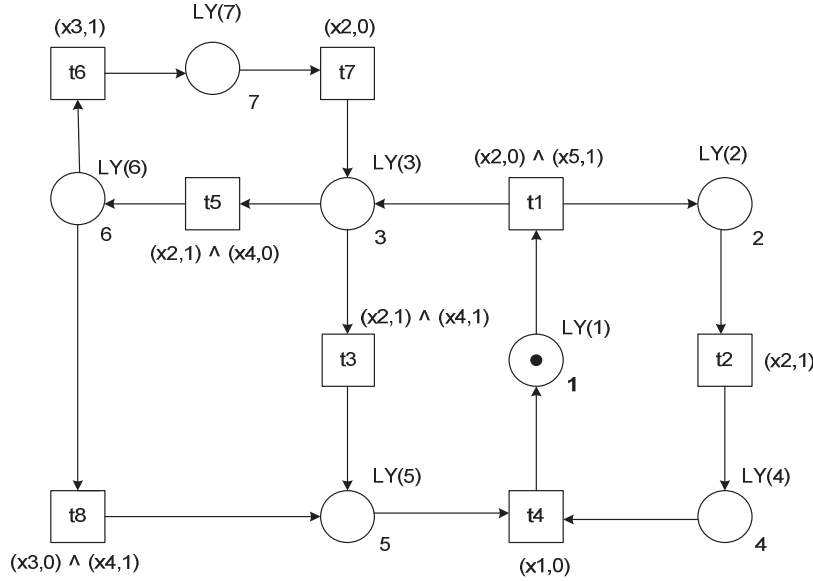 LY(7)
(x3,1)
(x2,0)
t6
t7
7
LY(6)
LY(3)
(x2,0) ^ (x5,1)
LY(2)
t5
t1
6
3
2
(x2,1) ^ (x4,0)
(x2,1) ^ (x4,1)
LY(1)
t3
t2
(x2,1)
1
LY(5)
LY(4)
t8
t4
5
4
(x3,0) ^ (x4,1)
(x1,0)